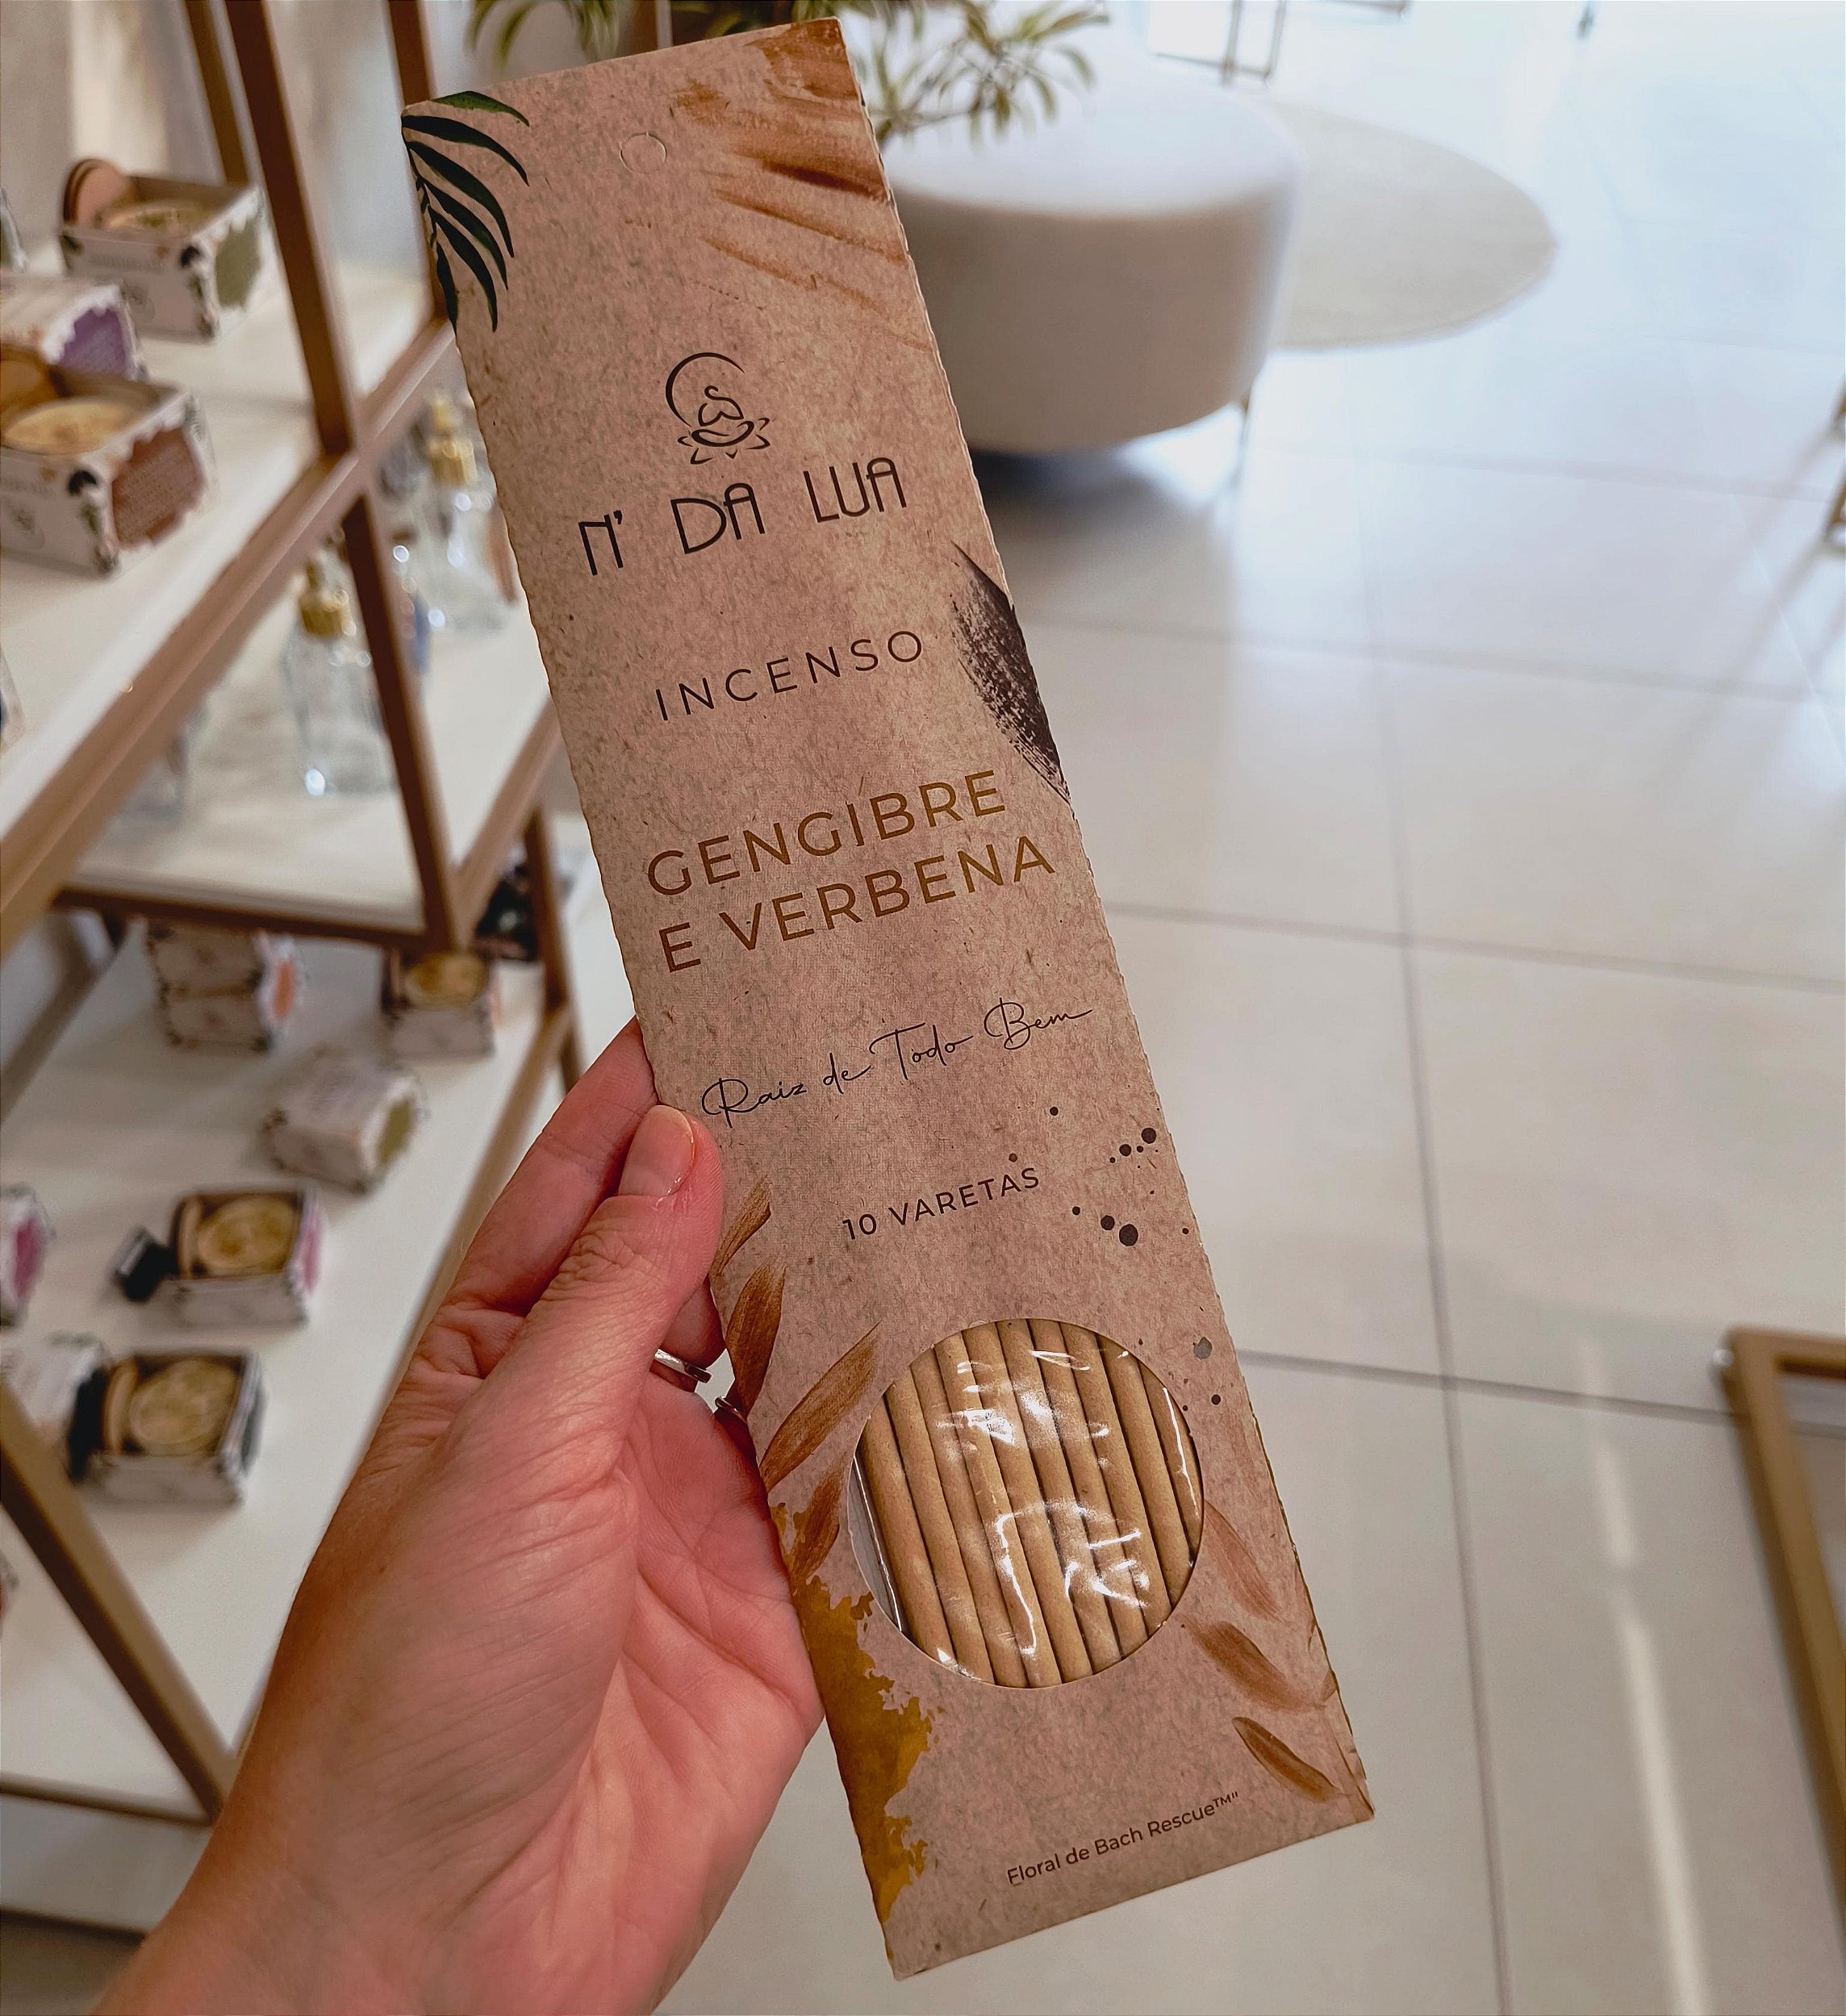 N' DA LUA
INCENSO
GENGIBRE
E VERBENA
Raiz de Todo Bem
10 VARETAS
Floral de Bach Rescue™"